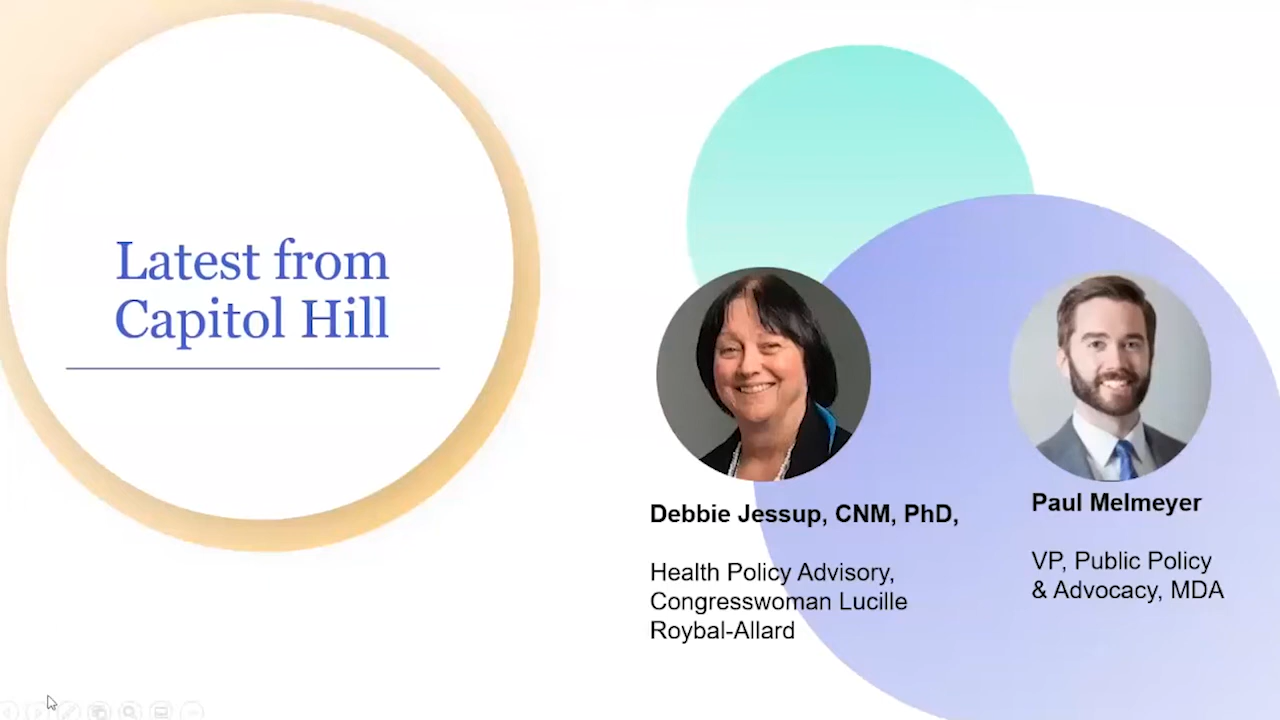 Latest from
Capitol Hill
Debbie Jessup, CNM, PhD,
Health Policy Advisory,
Congresswoman Lucille
Roybal-Allard
Paul Melmeyer
VP, Public Policy
& Advocacy, MDA